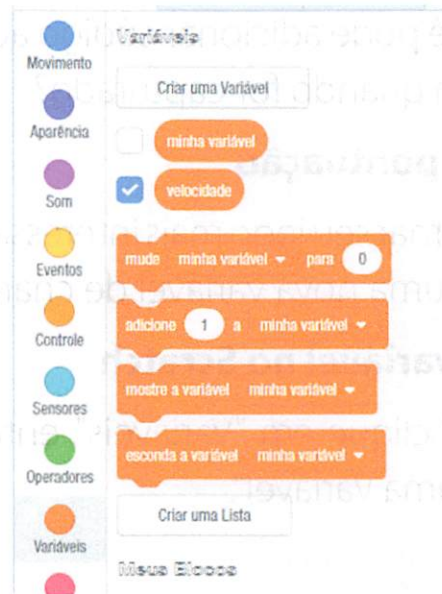 Movimento
Aparência
Som
Eventos
Controle
Sensores
Operadores
Variáveis
Variáveis
Criar uma Variável
minha variável
velocidade
mude minha variável para 0
adicione 1 a minha variável
mostre a variável minha variável
esconda a variável minha variável
Criar uma Lista
Meus Blocos